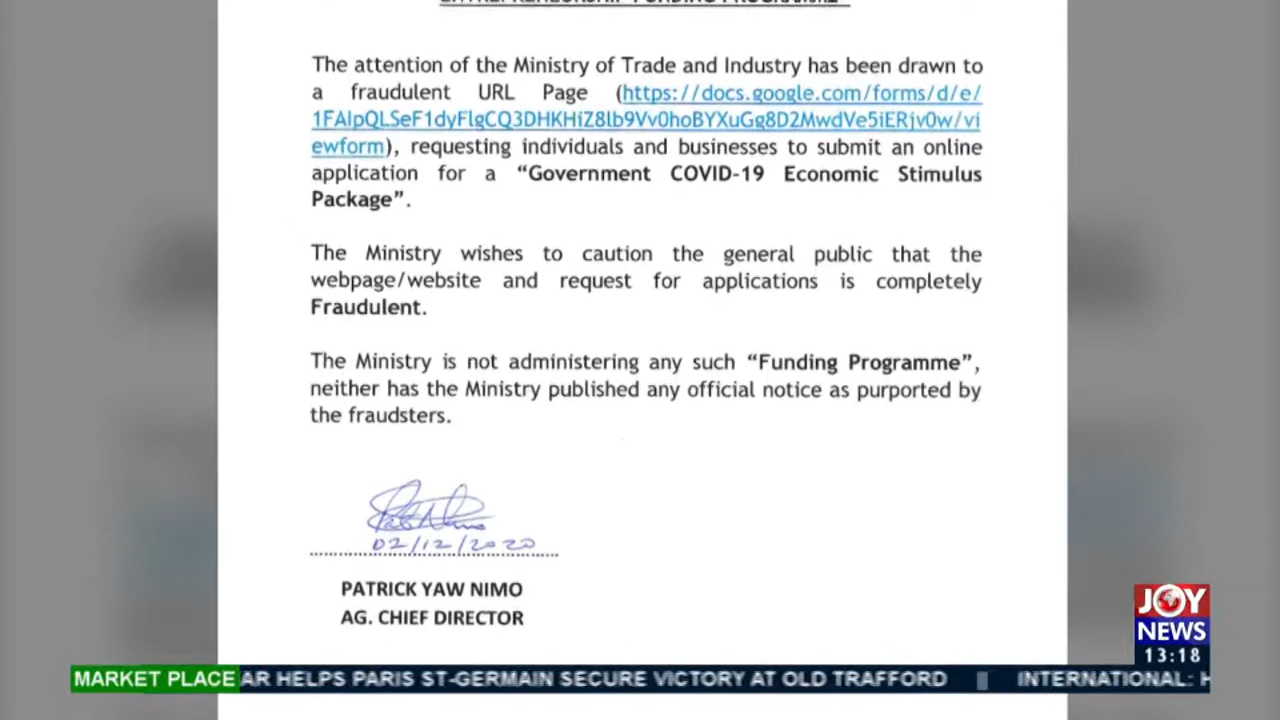 ENTREPRENEURSHIP FUNDING PROGRAMME
The attention of the Ministry of Trade and Industry has been drawn to
a fraudulent URL Page (https://docs.google.com/forms/d/e/
1FAIpQLSeF1dyFlgCQ3DHKHiZ8lb9Vv0hoBYXuGg8D2MwdVe5iERjv0w/vi
ewform), requesting individuals and businesses to submit an online
application for a “Government COVID-19 Economic Stimulus
Package”.
The Ministry wishes to caution the general public that the
webpage/website and request for applications is completely
Fraudulent.
The Ministry is not administering any such “Funding Programme”,
neither has the Ministry published any official notice as purported by
the fraudsters.
02/12/2020
PATRICK YAW NIMO
AG. CHIEF DIRECTOR
JOY
NEWS
13:18
MARKET PLACE AR HELPS PARIS ST-GERMAIN SECURE VICTORY AT OLD TRAFFORD || INTERNATIONAL: H